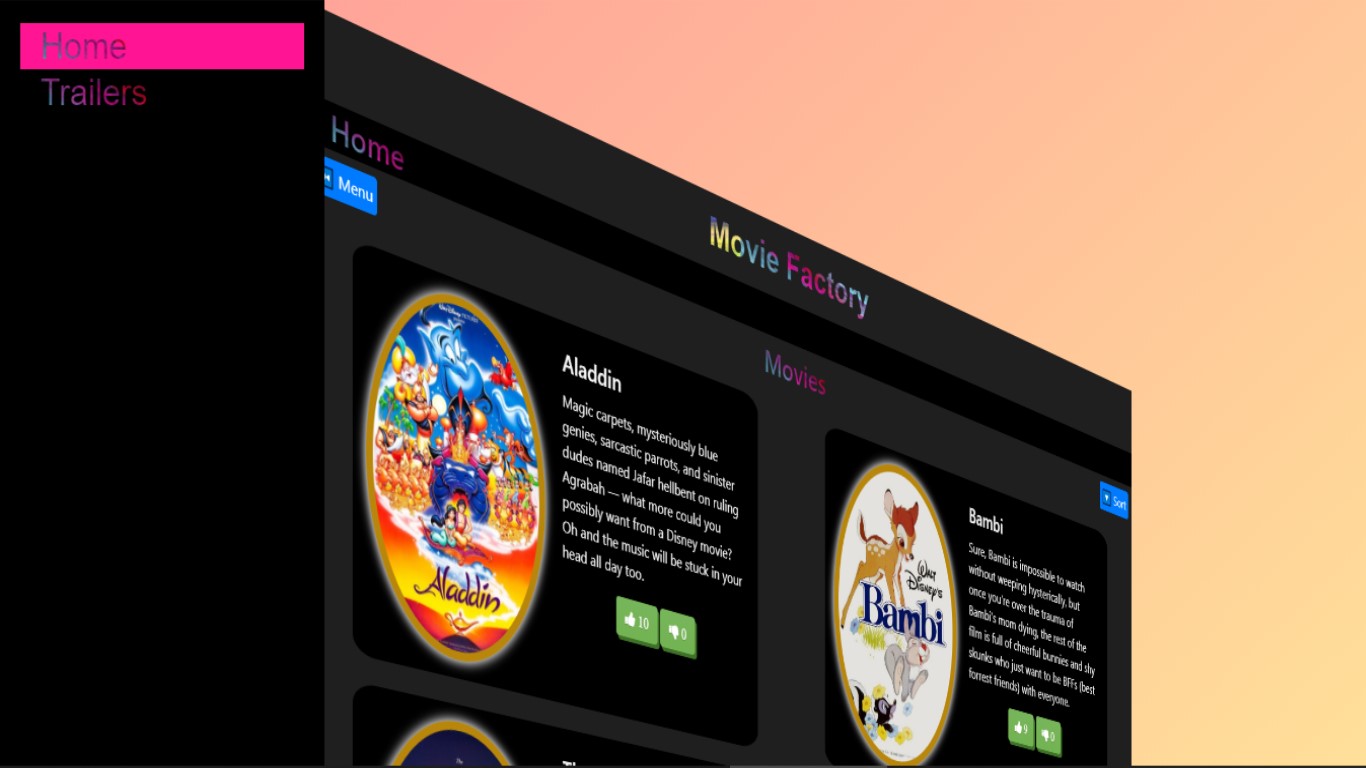 Home
Trailers
Home
Menu
Movie Factory
Movies
Sort
Aladdin
Magic carpets, mysteriously blue
genies, sarcastic parrots, and sinister
dudes named Jafar hellbent on ruling
Agrabah — what more could you
possibly want from a Disney movie?
Oh and the music will be stuck in your
head all day too.
10
0
Aladdin
Bambi
Sure, Bambi is impossible to watch
without weeping hysterically, but
once you're over the trauma of
Bambi's mom dying, the rest of the
film is full of cheerful bunnies and shy
skunks who just want to be BFFs (best
forrest friends) with everyone.
9
0
WALT
DISNEY'S
Bambi